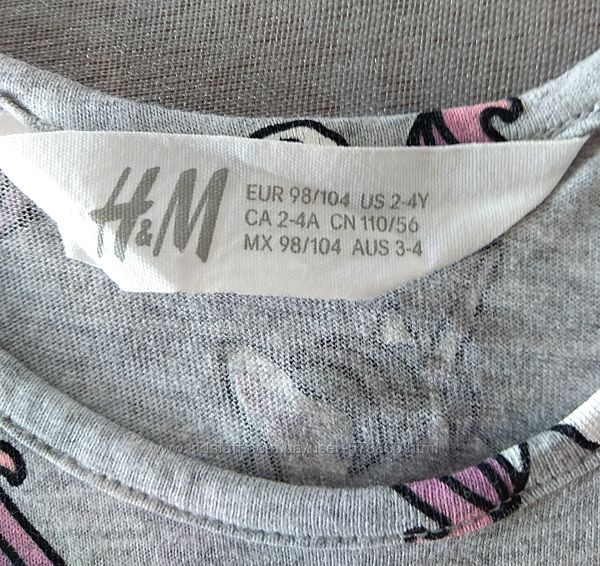 H&M
EUR 98/104 US 2-4Y
CA 2-4A CN 110/56
MX 98/104 AUS 3-4